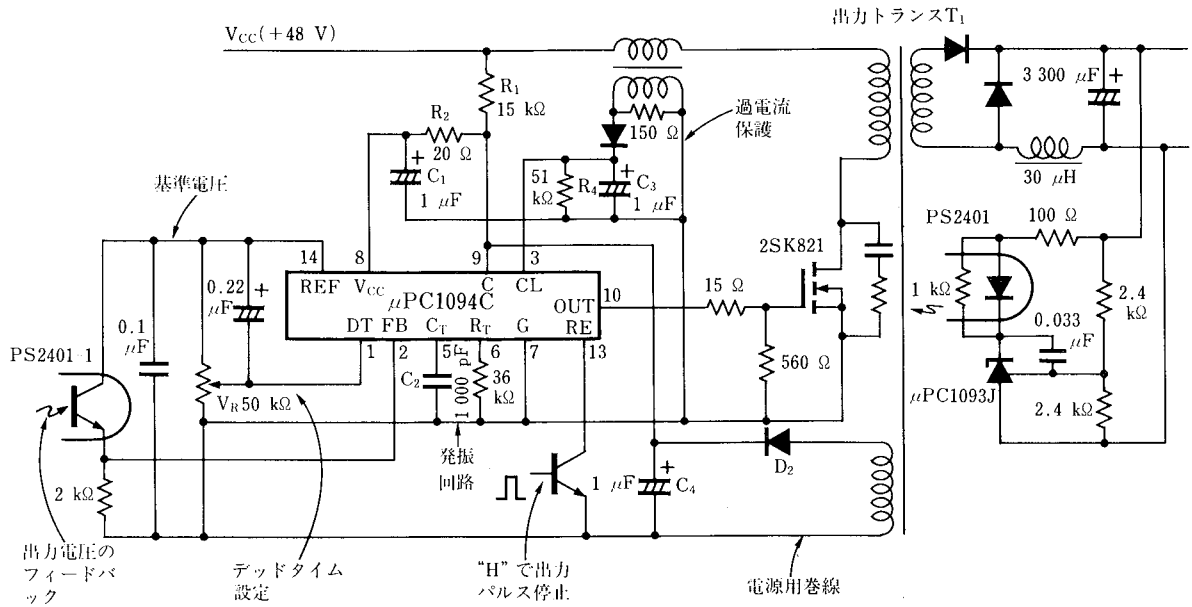 出力トランスT₁
V_CC(+48 V)
R₁
15 kΩ
R₂
20 Ω
C₁
1 μF
150 Ω
過電流
保護
51
kΩ
R₄
C₃
1 μF
3 300 μF
30 μH
基準電圧
14
8
9
3
REF
V_CC
C
CL
μPC1094C
OUT
10
DT
FB
C_T
R_T
G
RE
1
2
5
6
7
13
0.22
μF
0.1
μF
PS2401-1
V_R 50 kΩ
C₂
1 000 pF
36
kΩ
発振
回路
2 kΩ
15 Ω
560 Ω
2SK821
PS2401
100 Ω
1 kΩ
2.4
kΩ
0.033
μF
μPC1093J
2.4 kΩ
D₂
1 μF
C₄
出力電圧の
フィードバ
ック
デッドタイム
設定
“H”で出力
パルス停止
電源用巻線